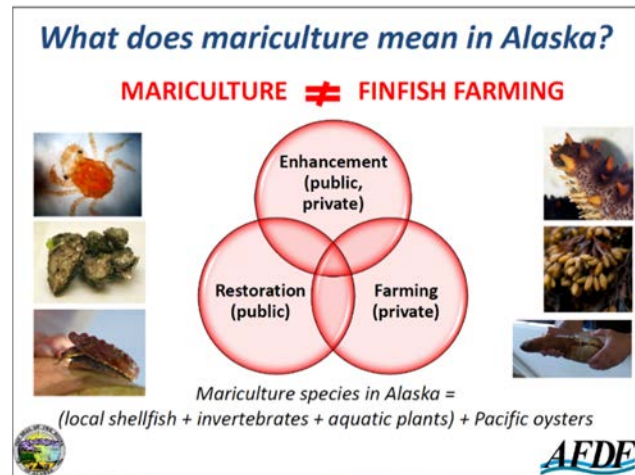 What does mariculture mean in Alaska?
MARICULTURE ≠ FINFISH FARMING
Enhancement
(public,
private)
Restoration
(public)
Farming
(private)
Mariculture species in Alaska =
(local shellfish + invertebrates + aquatic plants) + Pacific oysters
AFDF